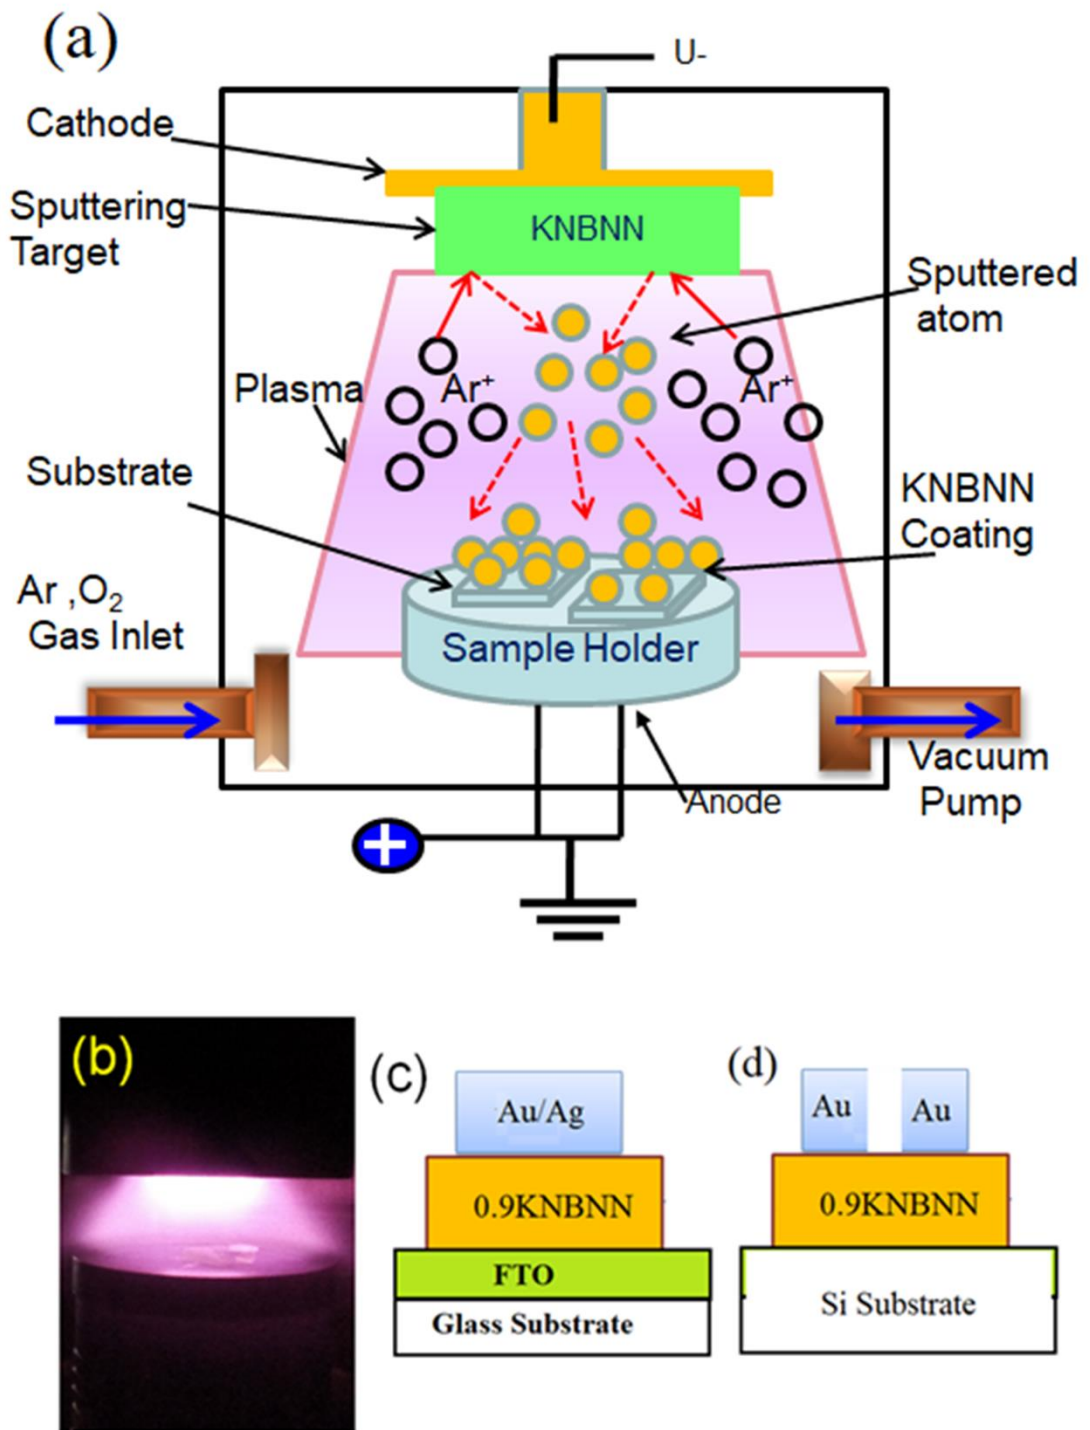 (a)
U-
Cathode
Sputtering
Target
KNBNN
Sputtered
atom
Plasma
Ar⁺
Ar⁺
Substrate
KNBNN
Coating
Ar ,O₂
Gas Inlet
Sample Holder
Vacuum
Pump
Anode
+
(b)
(c)
Au/Ag
0.9KNBNN
FTO
Glass Substrate
(d)
Au
Au
0.9KNBNN
Si Substrate